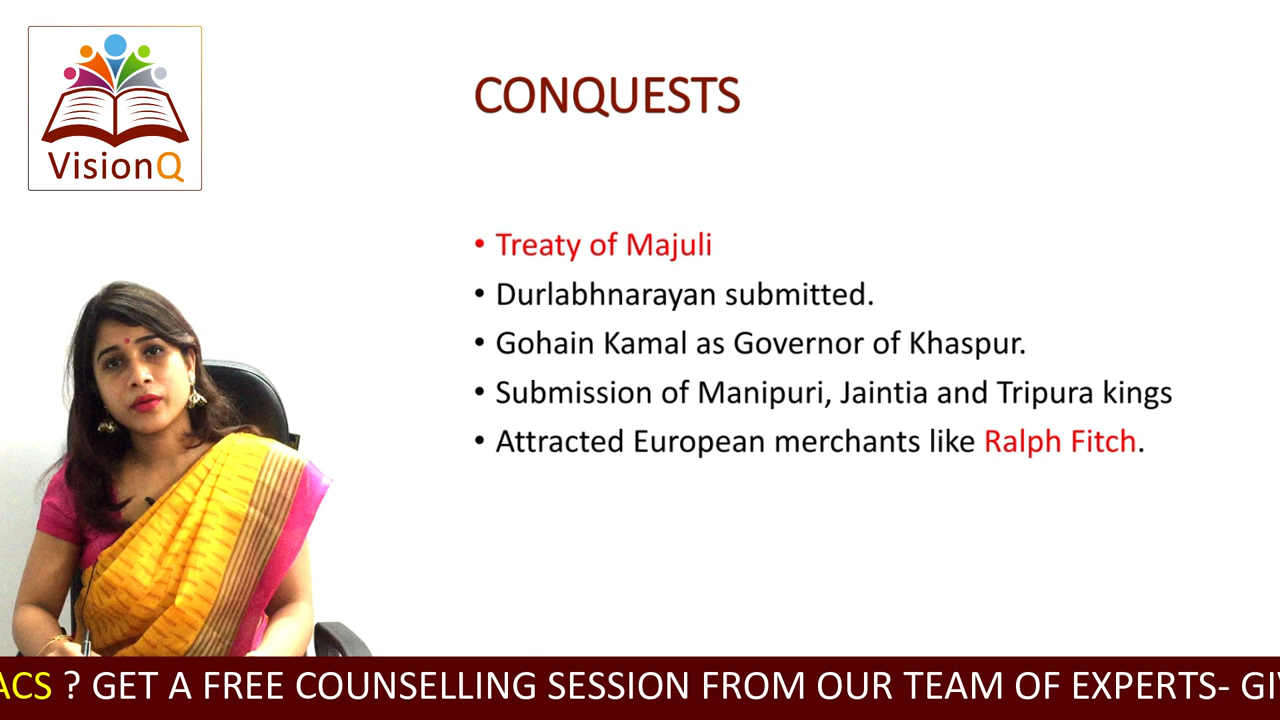 VisionQ
CONQUESTS
• Treaty of Majuli
• Durlabhnarayan submitted.
• Gohain Kamal as Governor of Khaspur.
• Submission of Manipuri, Jaintia and Tripura kings
• Attracted European merchants like Ralph Fitch.
ACS ? GET A FREE COUNSELLING SESSION FROM OUR TEAM OF EXPERTS-